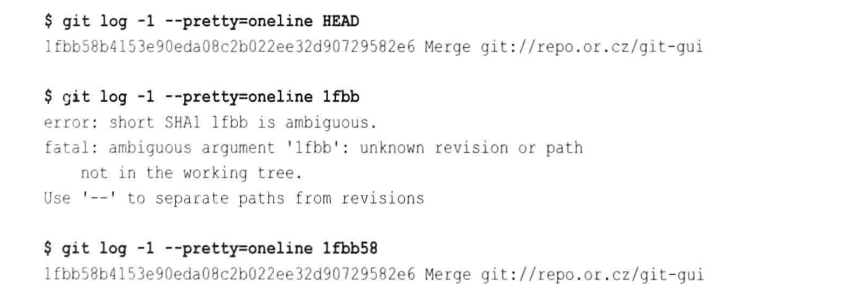 $ git log -1 --pretty=oneline HEAD
1fbb58b4153e90eda08c2b022ee32d90729582e6 Merge git://repo.or.cz/git-gui
$ git log -1 --pretty=oneline 1fbb
error: short SHA1 1fbb is ambiguous.
fatal: ambiguous argument '1fbb': unknown revision or path
not in the working tree.
Use '--' to separate paths from revisions
$ git log -1 --pretty=oneline 1fbb58
1fbb58b4153e90eda08c2b022ee32d90729582e6 Merge git://repo.or.cz/git-gui